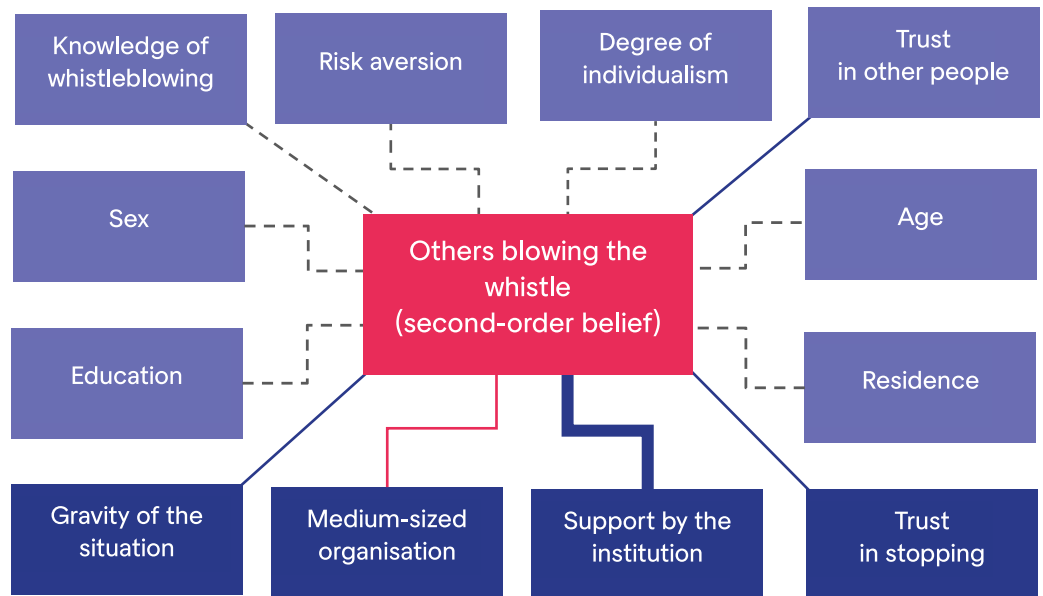 Knowledge of
whistleblowing
Risk aversion
Degree of
individualism
Trust
in other people
Sex
Others blowing the
whistle
(second-order belief)
Age
Education
Residence
Gravity of the
situation
Medium-sized
organisation
Support by the
institution
Trust
in stopping